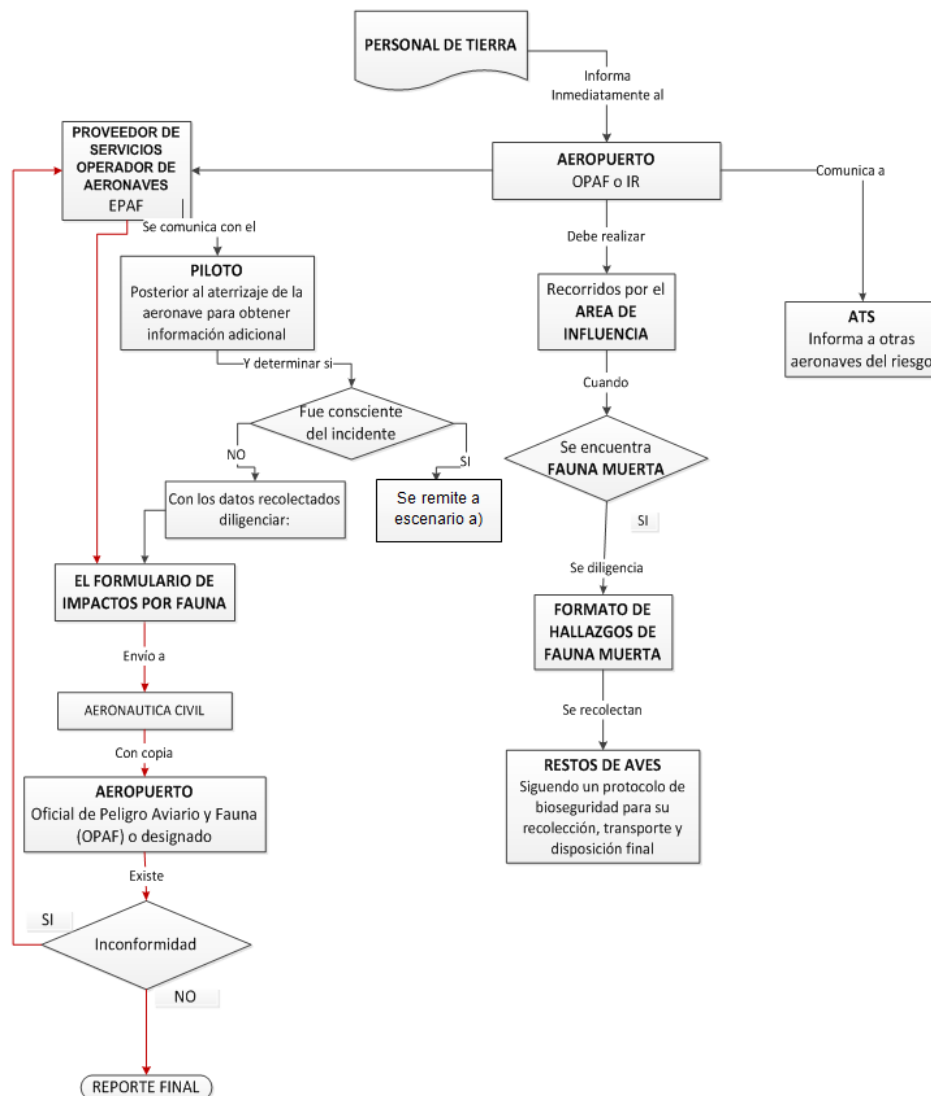 PERSONAL DE TIERRA
Informa
Inmediatamente al
PROVEEDOR DE
SERVICIOS
OPERADOR DE
AERONAVES
EPAF
AEROPUERTO
OPAF o IR
Comunica a
Se comunica con el
Debe realizar
PILOTO
Posterior al aterrizaje de la
aeronave para obtener
información adicional
Recorridos por el
AREA DE
INFLUENCIA
ATS
Informa a otras
aeronaves del riesgo
Y determinar si
Cuando
Fue consciente
del incidente
Se encuentra
FAUNA MUERTA
NO
SI
Con los datos recolectados
diligenciar:
Se remite a
escenario a)
SI
Se diligencia
EL FORMULARIO DE
IMPACTOS POR FAUNA
FORMATO DE
HALLAZGOS DE
FAUNA MUERTA
Envío a
AERONAUTICA CIVIL
Se recolectan
Con copia
RESTOS DE AVES
Siguendo un protocolo de
bioseguridad para su
recolección, transporte y
disposición final
AEROPUERTO
Oficial de Peligro Aviario y Fauna
(OPAF) o designado
Existe
SI
Inconformidad
NO
REPORTE FINAL